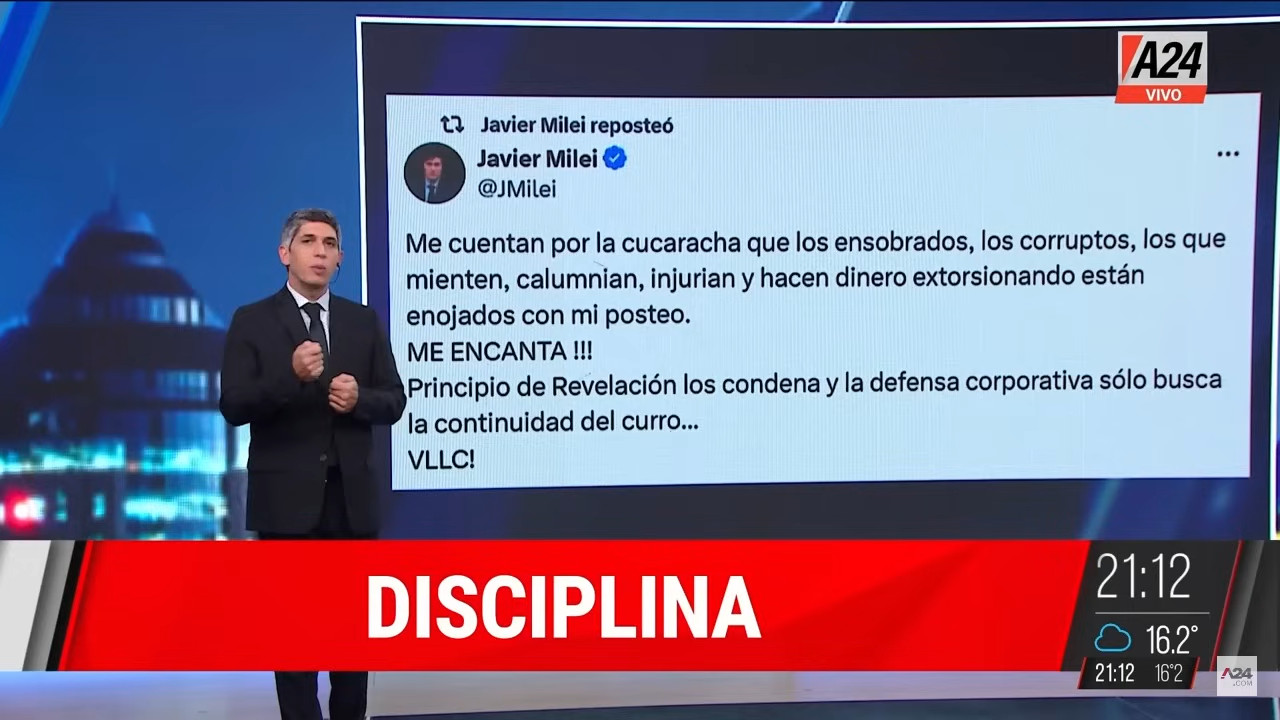 A24
VIVO
Javier Milei reposteó
Javier Milei
@JMilei
Me cuentan por la cucaracha que los ensobrados, los corruptos, los que
mienten, calumnian, injurian y hacen dinero extorsionando están
enojados con mi posteo.
ME ENCANTA !!!
Principio de Revelación los condena y la defensa corporativa sólo busca
la continuidad del curro...
VLLC!
DISCIPLINA
21:12
16.2°
21:12 16°2
A24
.COM